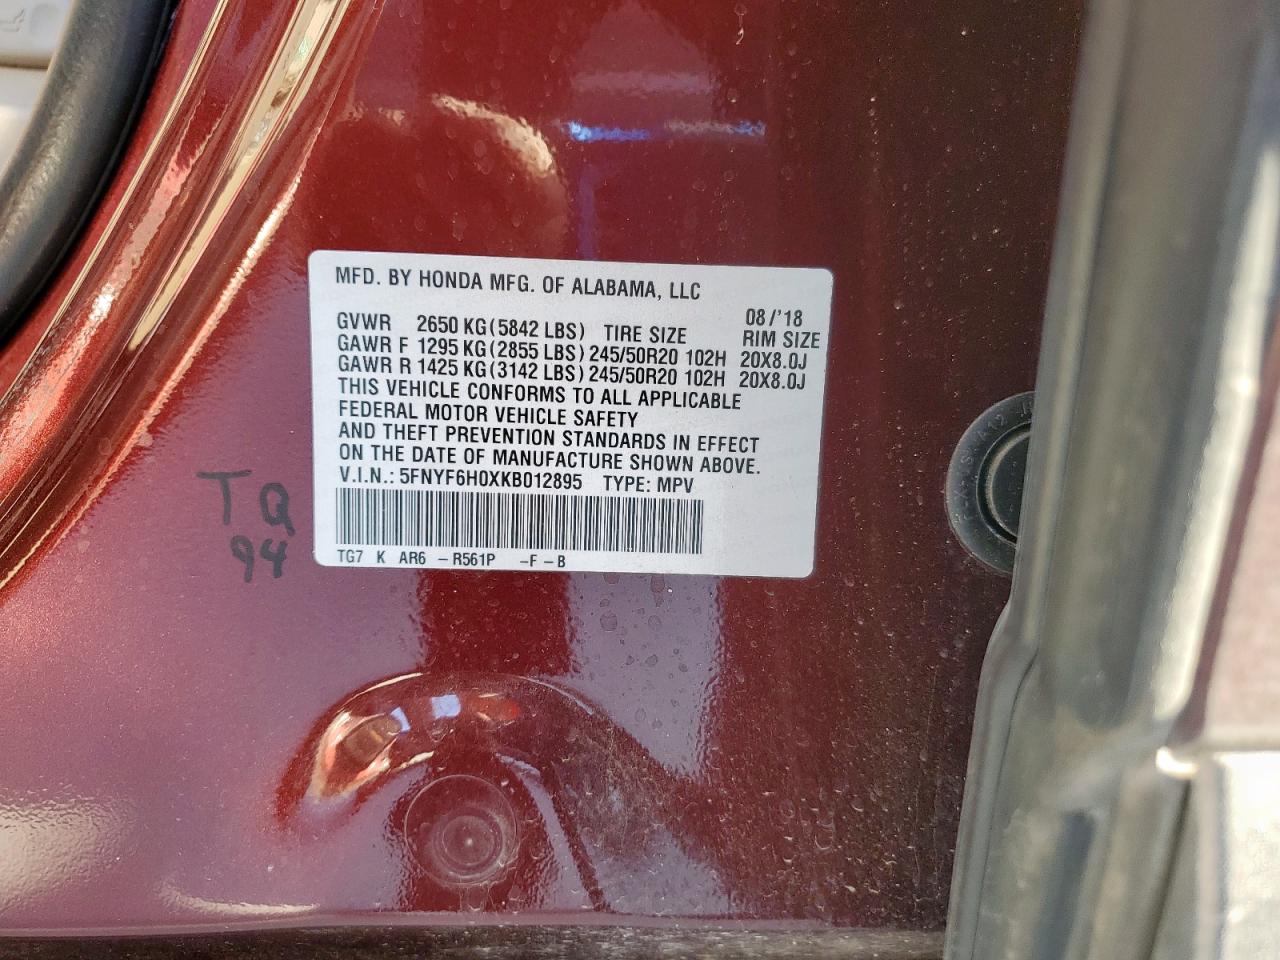 MFD. BY HONDA MFG. OF ALABAMA, LLC
08/'18
GVWR 2650 KG(5842 LBS) TIRE SIZE RIM SIZE
GAWR F 1295 KG(2855 LBS)245/50R20 102H 20X8.0J
GAWR R 1425 KG(3142 LBS)245/50R20 102H 20X8.0J
THIS VEHICLE CONFORMS TO ALL APPLICABLE
FEDERAL MOTOR VEHICLE SAFETY
AND THEFT PREVENTION STANDARDS IN EFFECT
ON THE DATE OF MANUFACTURE SHOWN ABOVE.
V.I.N.: 5FNYF6H0XKB012895 TYPE: MPV
TG7 K AR6 -R561P -F-B
TQ
94